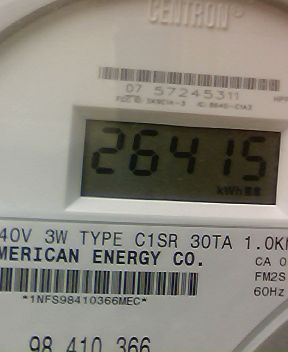 CENTRON®
07 57245311
26415
kWh
40V 3W TYPE C1SR 30TA 1.0K
MERICAN ENERGY CO.
CA 0
FM2S
*1NFS98410366MEC*
60Hz
98 410 366